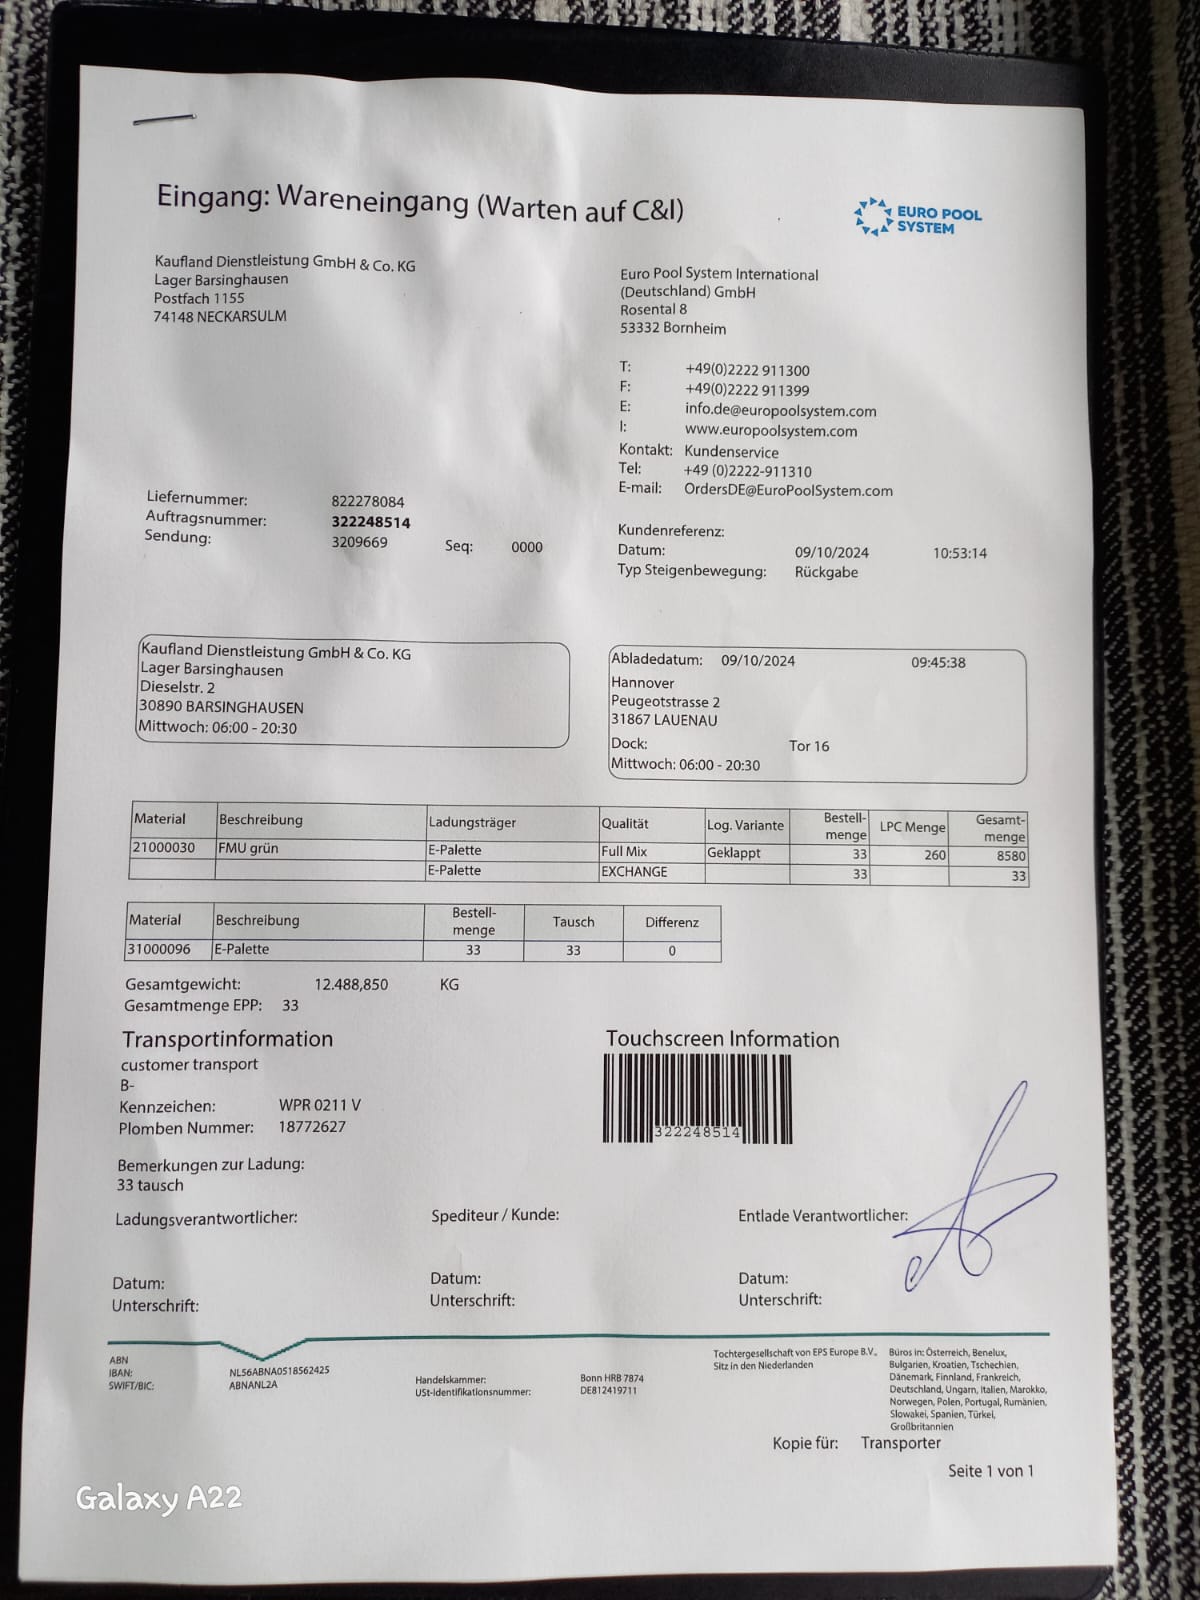 Eingang: Wareneingang (Warten auf C&I)
EURO POOL
SYSTEM
Kaufland Dienstleistung GmbH & Co. KG
Lager Barsinghausen
Postfach 1155
74148 NECKARSULM
Euro Pool System International
(Deutschland) GmbH
Rosental 8
53332 Bornheim
T: +49(0)2222 911300
F: +49(0)2222 911399
E: info.de@europoolsystem.com
I: www.europoolsystem.com
Kontakt: Kundenservice
Tel: +49 (0)2222-911310
E-mail: OrdersDE@EuroPoolSystem.com
Liefernummer: 822278084
Auftragsnummer: 322248514
Sendung: 3209669 Seq: 0000
Kundenreferenz:
Datum: 09/10/2024 10:53:14
Typ Steigenbewegung: Rückgabe
Kaufland Dienstleistung GmbH & Co. KG
Lager Barsinghausen
Dieselstr. 2
30890 BARSINGHAUSEN
Mittwoch: 06:00 - 20:30
Abladedatum: 09/10/2024 09:45:38
Hannover
Peugeotstrasse 2
31867 LAUENAU
Dock: Tor 16
Mittwoch: 06:00 - 20:30
Material Beschreibung Ladungsträger Qualität Log. Variante Bestell- LPC Menge Gesamt-
menge menge
21000030 FMU grün E-Palette Full Mix Geklappt 33 260 8580
E-Palette EXCHANGE 33 33
Material Beschreibung Bestell- Tausch Differenz
menge
31000096 E-Palette 33 33 0
Gesamtgewicht: 12.488,850 KG
Gesamtmenge EPP: 33
Transportinformation
customer transport
B-
Kennzeichen: WPR 0211 V
Plomben Nummer: 18772627
Touchscreen Information
322248514
Bemerkungen zur Ladung:
33 tausch
Ladungsverantwortlicher: Spediteur / Kunde: Entlade Verantwortlicher:
Datum: Datum: Datum:
Unterschrift: Unterschrift: Unterschrift:
ABN
IBAN: NL56ABNA0518562425
SWIFT/BIC: ABNANL2A
Handelskammer: Bonn HRB 7874
USt-Identifikationsnummer: DE812419711
Tochtergesellschaft von EPS Europe B.V.,
Sitz in den Niederlanden
Büros in: Österreich, Benelux,
Bulgarien, Kroatien, Tschechien,
Dänemark, Finnland, Frankreich,
Deutschland, Ungarn, Italien, Marokko,
Norwegen, Polen, Portugal, Rumänien,
Slowakei, Spanien, Türkei,
Großbritannien
Kopie für: Transporter
Seite 1 von 1
Galaxy A22